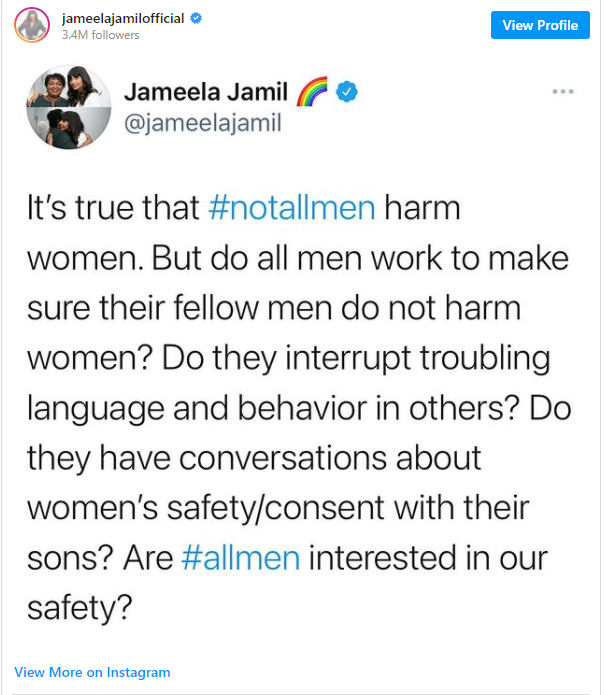 jameelajamilofficial
3.4M followers
View Profile
Jameela Jamil 🌈
@jameelajamil
It's true that #notallmen harm
women. But do all men work to make
sure their fellow men do not harm
women? Do they interrupt troubling
language and behavior in others? Do
they have conversations about
women's safety/consent with their
sons? Are #allmen interested in our
safety?
View More on Instagram